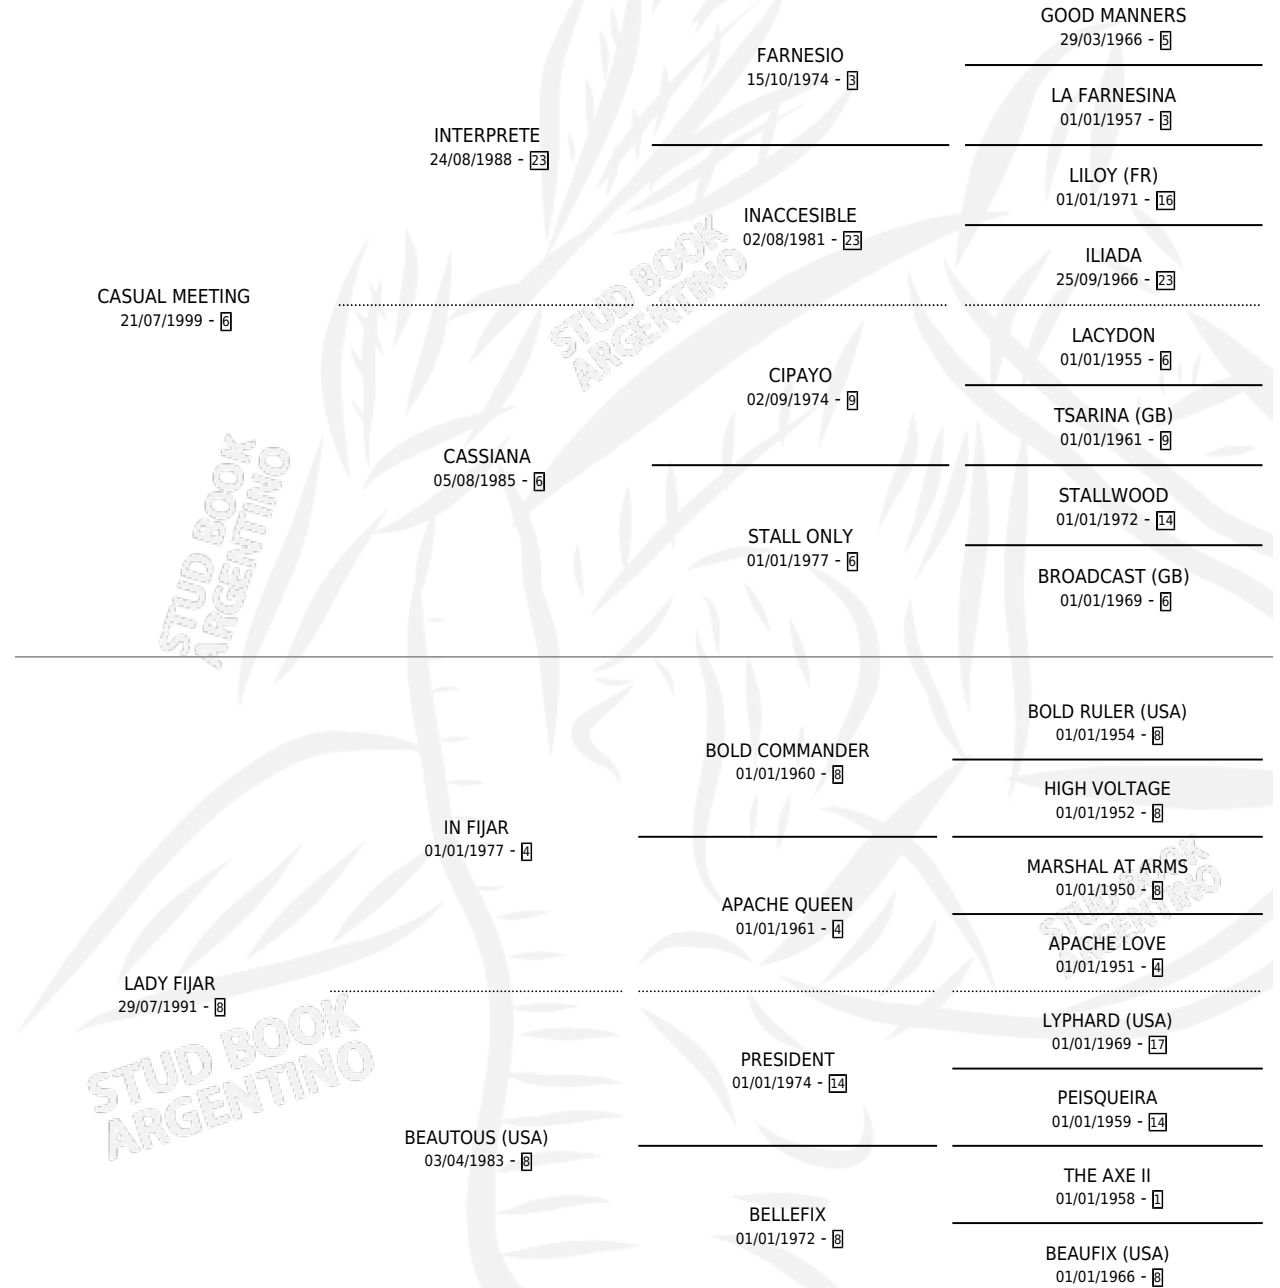 GOOD MANNERS
29/03/1966 - 5
FARNESIO
15/10/1974 - 3
LA FARNESINA
01/01/1957 - 3
INTERPRETE
24/08/1988 - 23
LILOY (FR)
01/01/1971 - 16
INACCESIBLE
02/08/1981 - 23
ILIADA
25/09/1966 - 23
CASUAL MEETING
21/07/1999 - 6
LACYDON
01/01/1955 - 6
CIPAYO
02/09/1974 - 9
TSARINA (GB)
01/01/1961 - 9
CASSIANA
05/08/1985 - 6
STALLWOOD
01/01/1972 - 14
STALL ONLY
01/01/1977 - 6
BROADCAST (GB)
01/01/1969 - 6
STUD BOOK
ARGENTINO
STUD BOOK
ARGENTINO
BOLD RULER (USA)
01/01/1954 - 8
BOLD COMMANDER
01/01/1960 - 8
HIGH VOLTAGE
01/01/1952 - 8
IN FIJAR
01/01/1977 - 4
MARSHAL AT ARMS
01/01/1950 - 8
APACHE QUEEN
01/01/1961 - 4
APACHE LOVE
01/01/1951 - 4
STUD BOOK
ARGENTINO
LADY FIJAR
29/07/1991 - 8
LYPHARD (USA)
01/01/1969 - 17
PRESIDENT
01/01/1974 - 14
PEISQUEIRA
01/01/1959 - 14
BEAUTOUS (USA)
03/04/1983 - 8
THE AXE II
01/01/1958 - 1
BELLEFIX
01/01/1972 - 8
BEAUFIX (USA)
01/01/1966 - 8
STUD BOOK
ARGENTINO